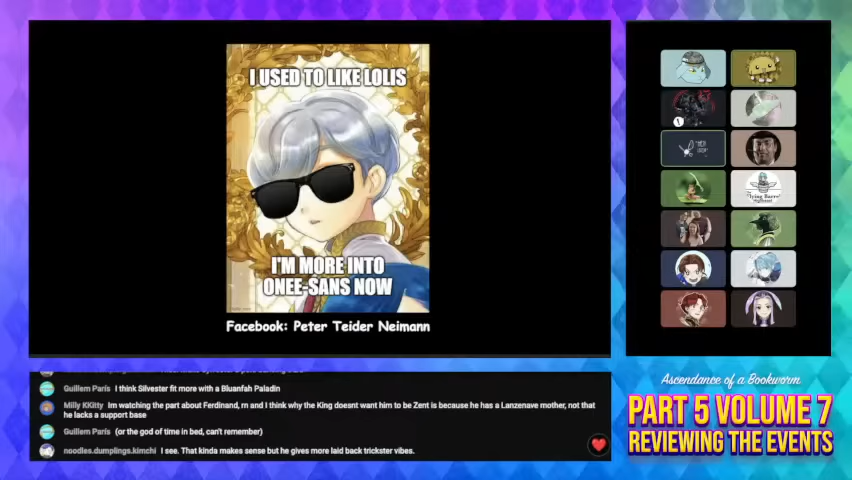 I USED TO LIKE LOLIS
I'M MORE INTO
ONEE-SANS NOW
Facebook: Peter Teider Neimann
Guillem París I think Silvester fit more with a Bluanfah Paladin
Milly KKitty Im watching the part about Ferdinand, rn and I think why the King doesnt want him to be Zent is because he has a Lanzenave mother, not that
he lacks a support base
Guillem París (or the god of time in bed, can't remember)
noodles.dumplings.kimchi I see. That kinda makes sense but he gives more laid back trickster vibes.
Ascendance of a Bookworm
PART 5 VOLUME 7
REVIEWING THE EVENTS